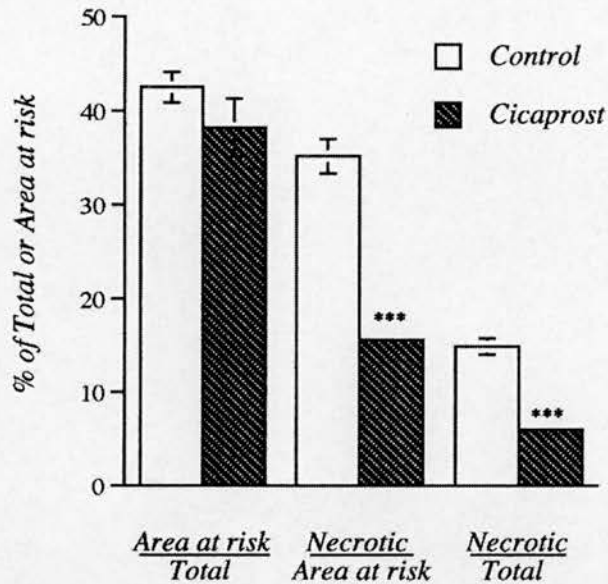 50
40
30
20
10
0
% of Total or Area at risk
Control
Cicaprost
***
***
Area at risk
Total
Necrotic
Area at risk
Necrotic
Total